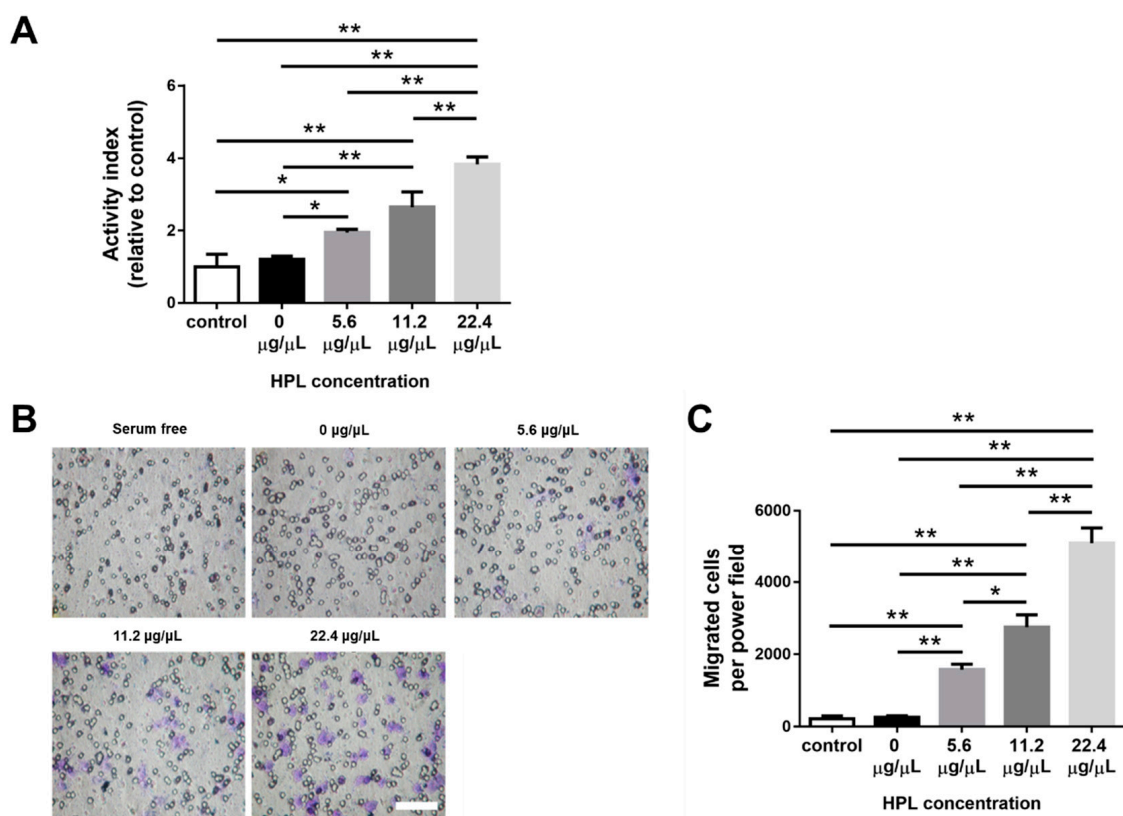 A
**
**
**
**
**
**
*
*
6
4
2
0
Activity index
(relative to control)
control
0
5.6
11.2
22.4
µg/µL
µg/µL
µg/µL
µg/µL
HPL concentration
B
Serum free
0 µg/µL
5.6 µg/µL
11.2 µg/µL
22.4 µg/µL
C
**
**
**
**
**
**
*
**
**
6000
4000
2000
0
Migrated cells
per power field
control
0
5.6
11.2
22.4
µg/µL
µg/µL
µg/µL
µg/µL
HPL concentration